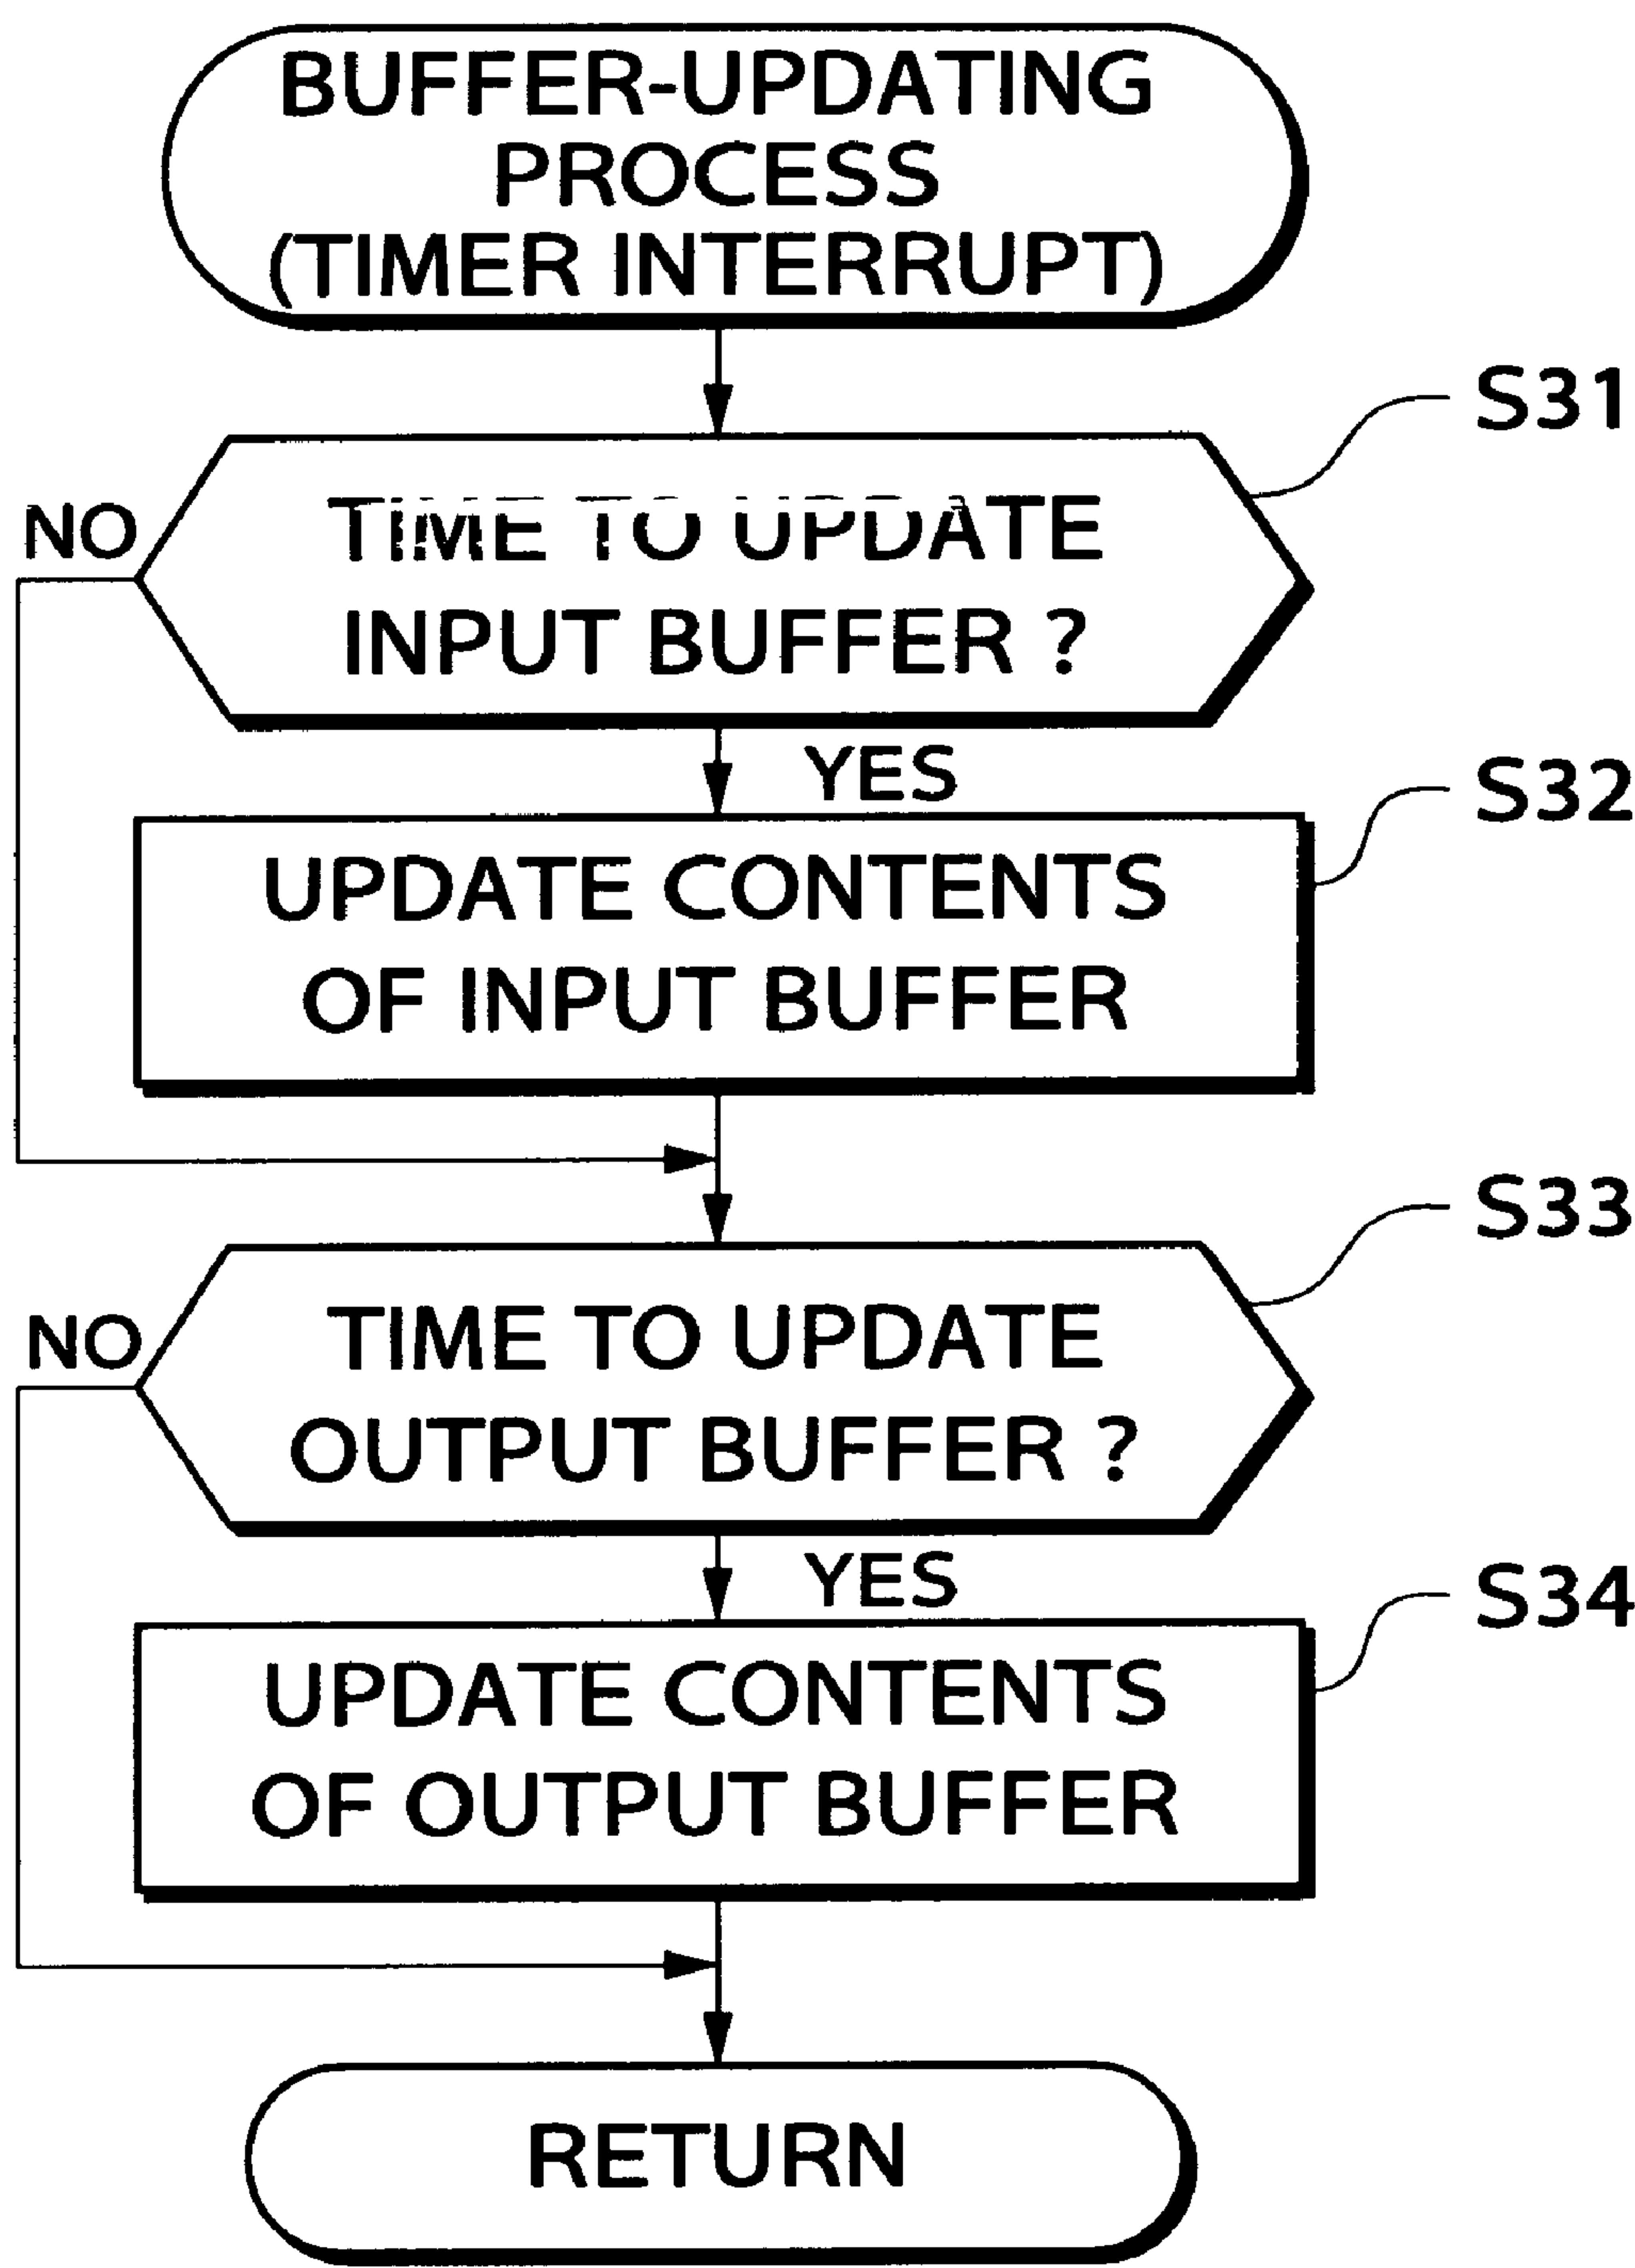 BUFFER-UPDATING
PROCESS
(TIMER INTERRUPT)
S31
NO
TIME TO UPDATE
INPUT BUFFER ?
YES
S32
UPDATE CONTENTS
OF INPUT BUFFER
S33
NO
TIME TO UPDATE
OUTPUT BUFFER ?
YES
S34
UPDATE CONTENTS
OF OUTPUT BUFFER
RETURN